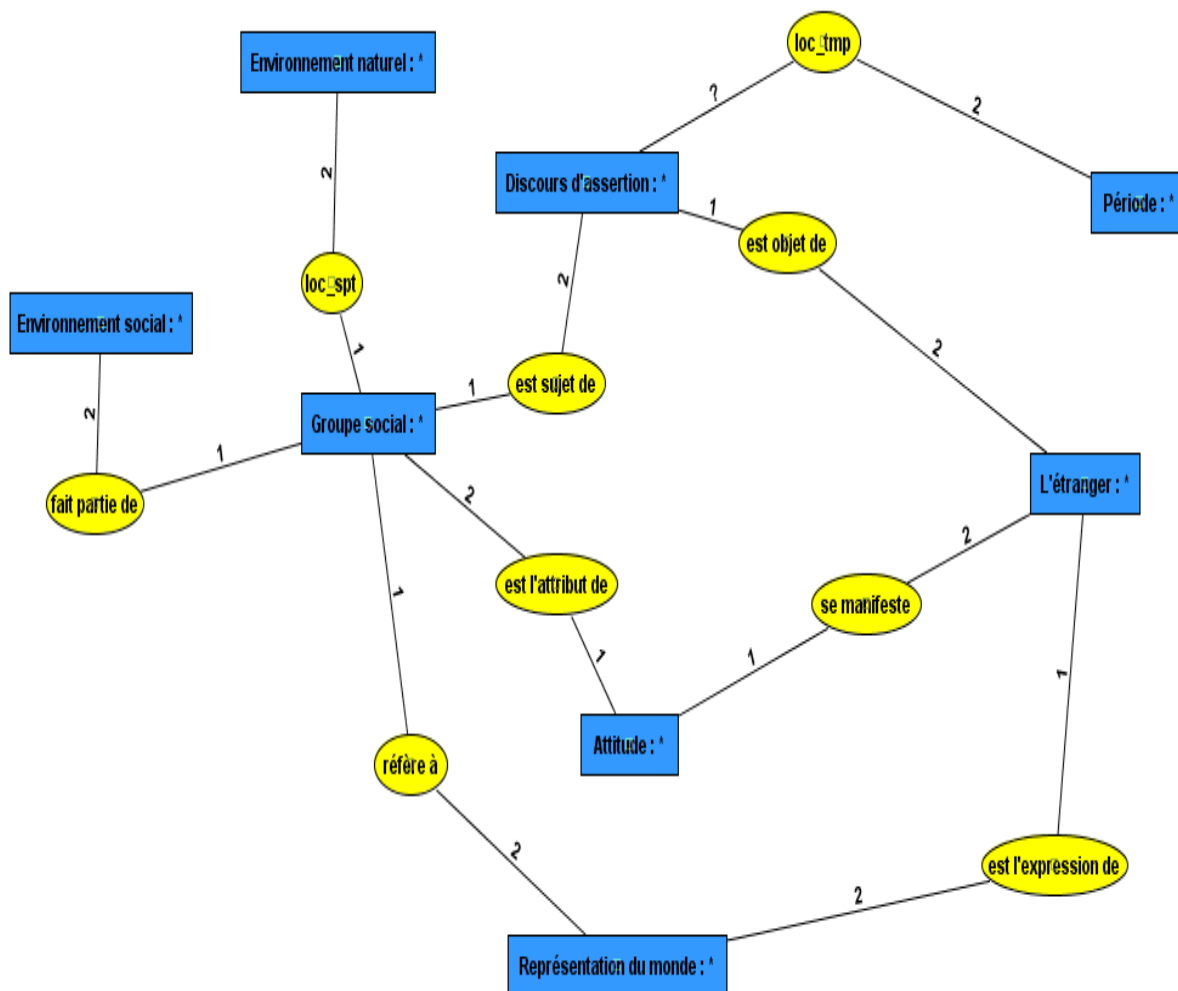 loc_tmp
Environnement naturel : *
?
2
2
Discours d'assertion : *
Période : *
1
est objet de
loc_spt
2
Environnement social : *
1
2
est sujet de
1
2
Groupe social : *
1
L'étranger : *
fait partie de
2
2
est l'attribut de
se manifeste
1
1
1
1
Attitude : *
réfère à
2
est l'expression de
2
Représentation du monde : *